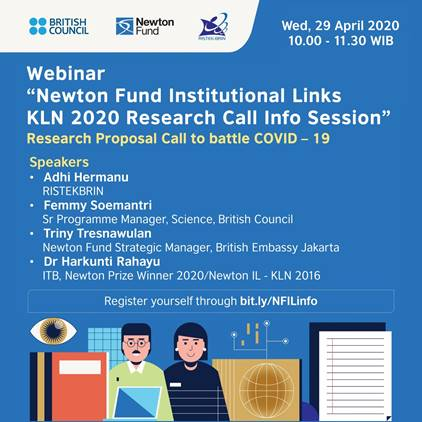 BRITISH
COUNCIL
Newton
Fund
RISTEK-BRIN
Wed, 29 April 2020
10.00 - 11.30 WIB
Webinar
“Newton Fund Institutional Links
KLN 2020 Research Call Info Session”
Research Proposal Call to battle COVID – 19
Speakers
• Adhi Hermanu
RISTEKBRIN
• Femmy Soemantri
Sr Programme Manager, Science, British Council
• Triny Tresnawulan
Newton Fund Strategic Manager, British Embassy Jakarta
• Dr Harkunti Rahayu
ITB, Newton Prize Winner 2020/Newton IL - KLN 2016
Register yourself through bit.ly/NFILinfo